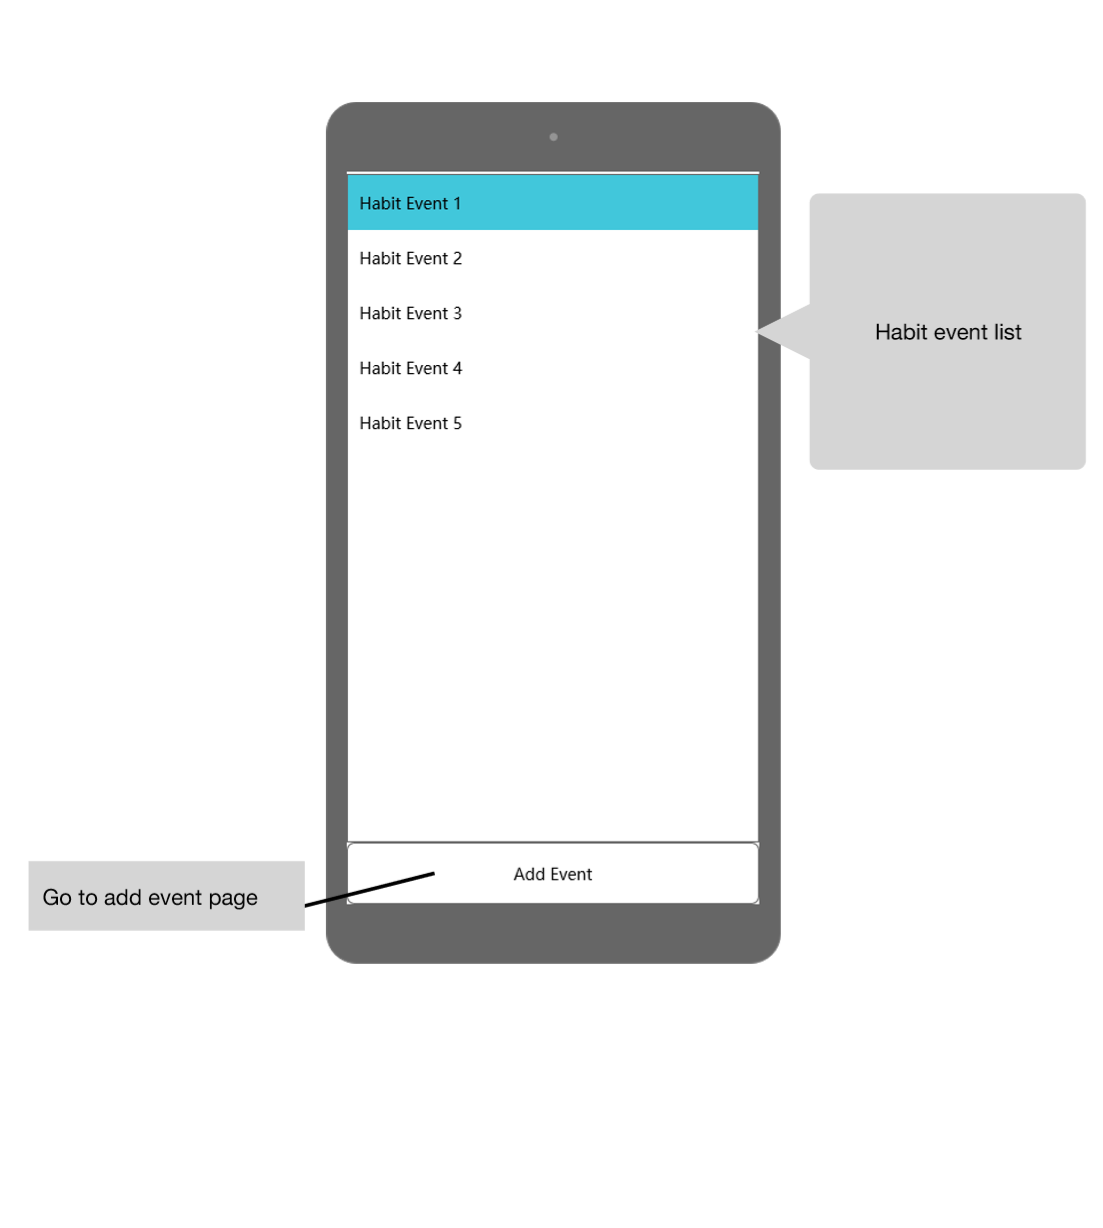 Habit Event 1
Habit Event 2
Habit Event 3
Habit Event 4
Habit Event 5
Habit event list
Add Event
Go to add event page